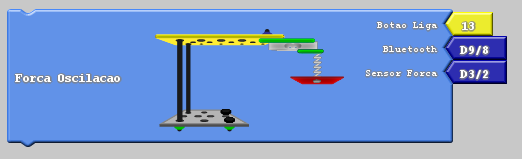 Botao Liga 13
Bluetooth D9/8
Sensor Forca D3/2
Forca Oscilacao